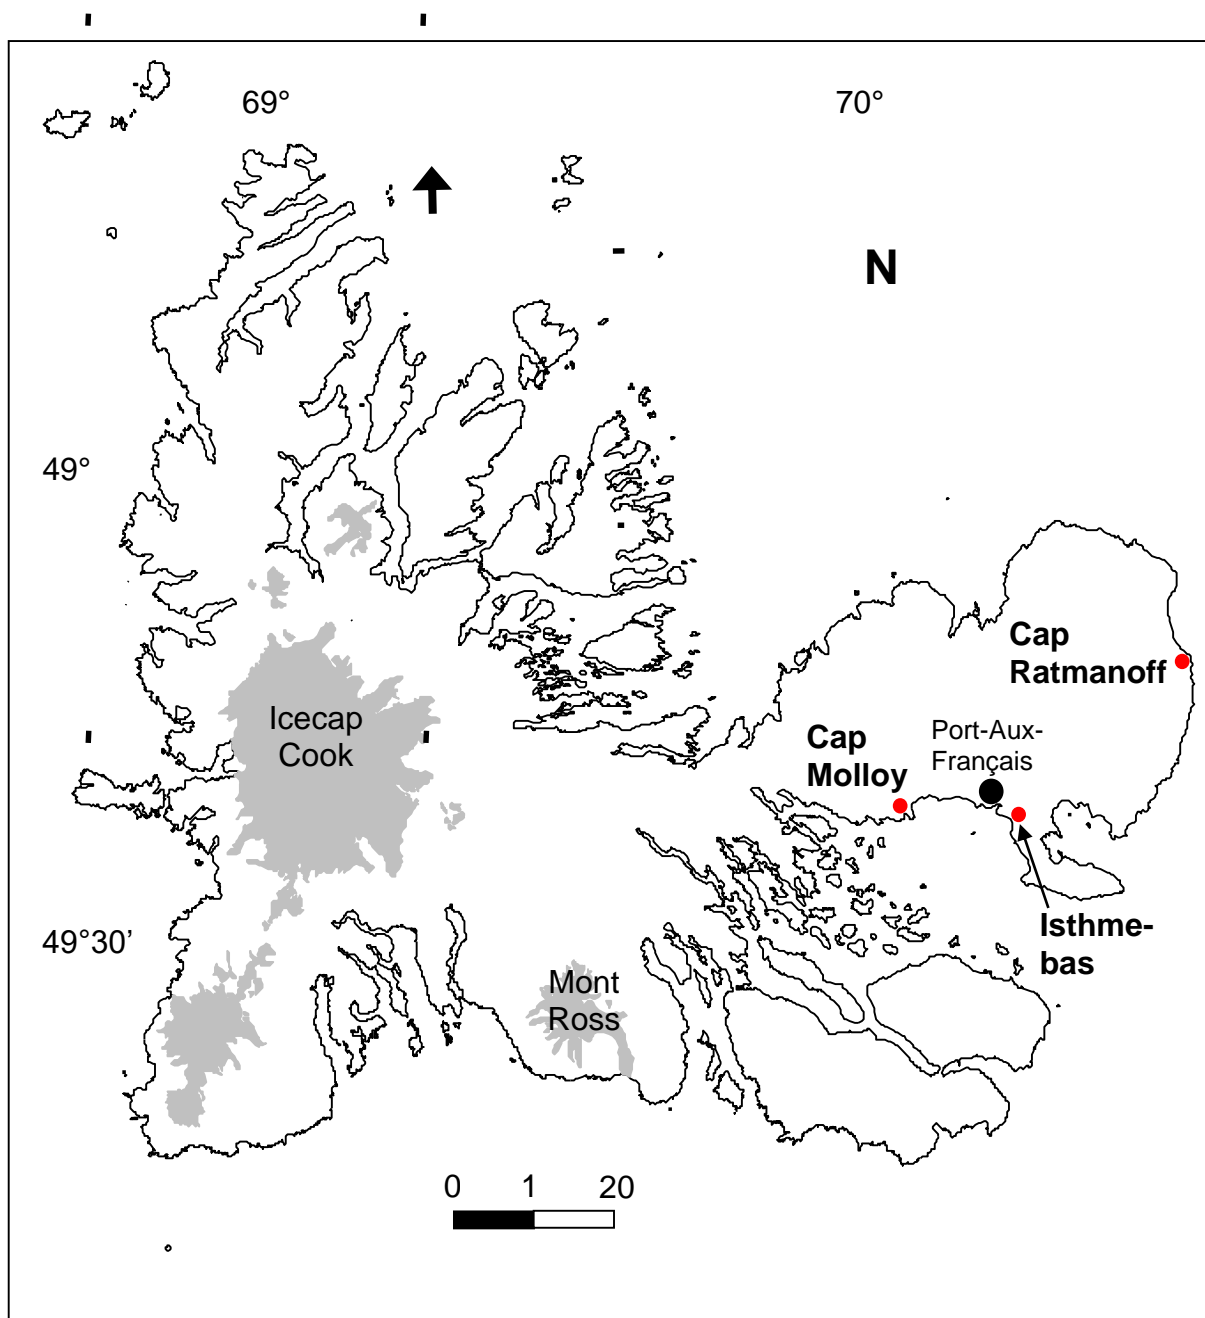 69°
70°
N
49°
Cap
Ratmanoff
Icecap
Cook
Cap
Molloy
Port-Aux-
Français
49°30’
Isthme-
bas
Mont
Ross
0 1 20